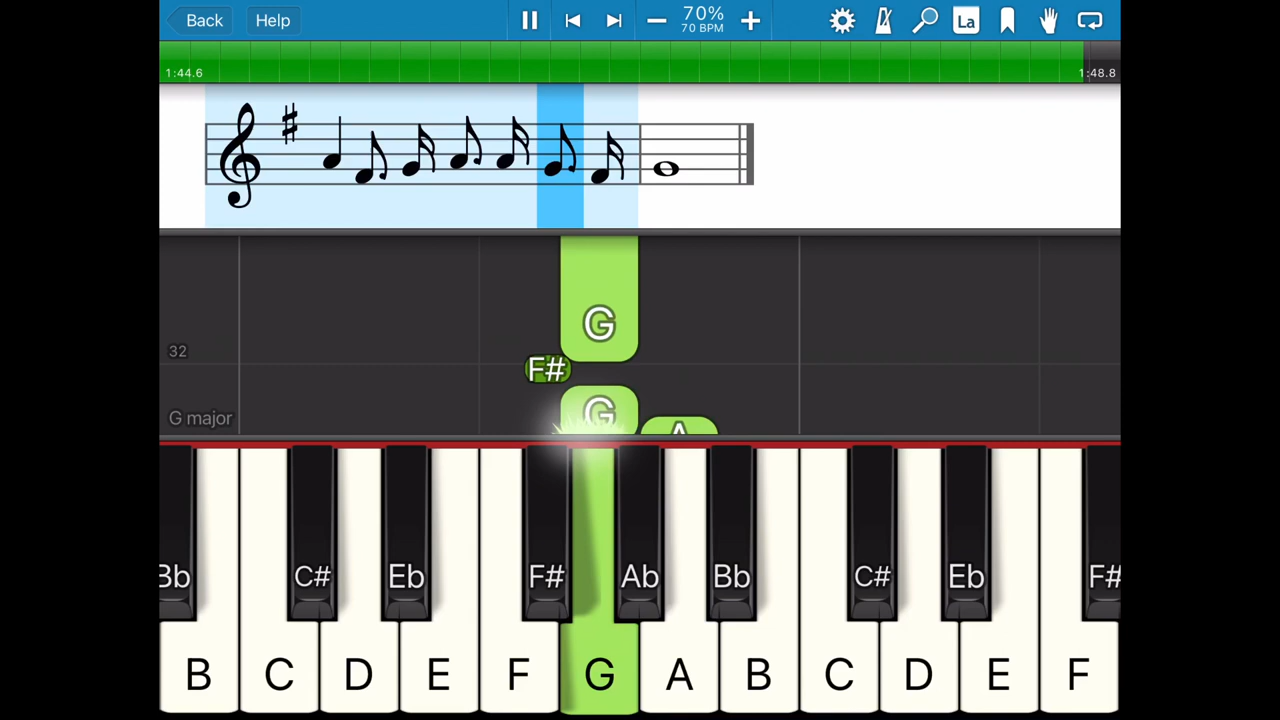 Back Help 70% La
70 BPM
1:44.6 1:48.8
G
32
F#
G major G A
Bb C# Eb F# Ab Bb C# Eb F#
B C D E F G A B C D E F